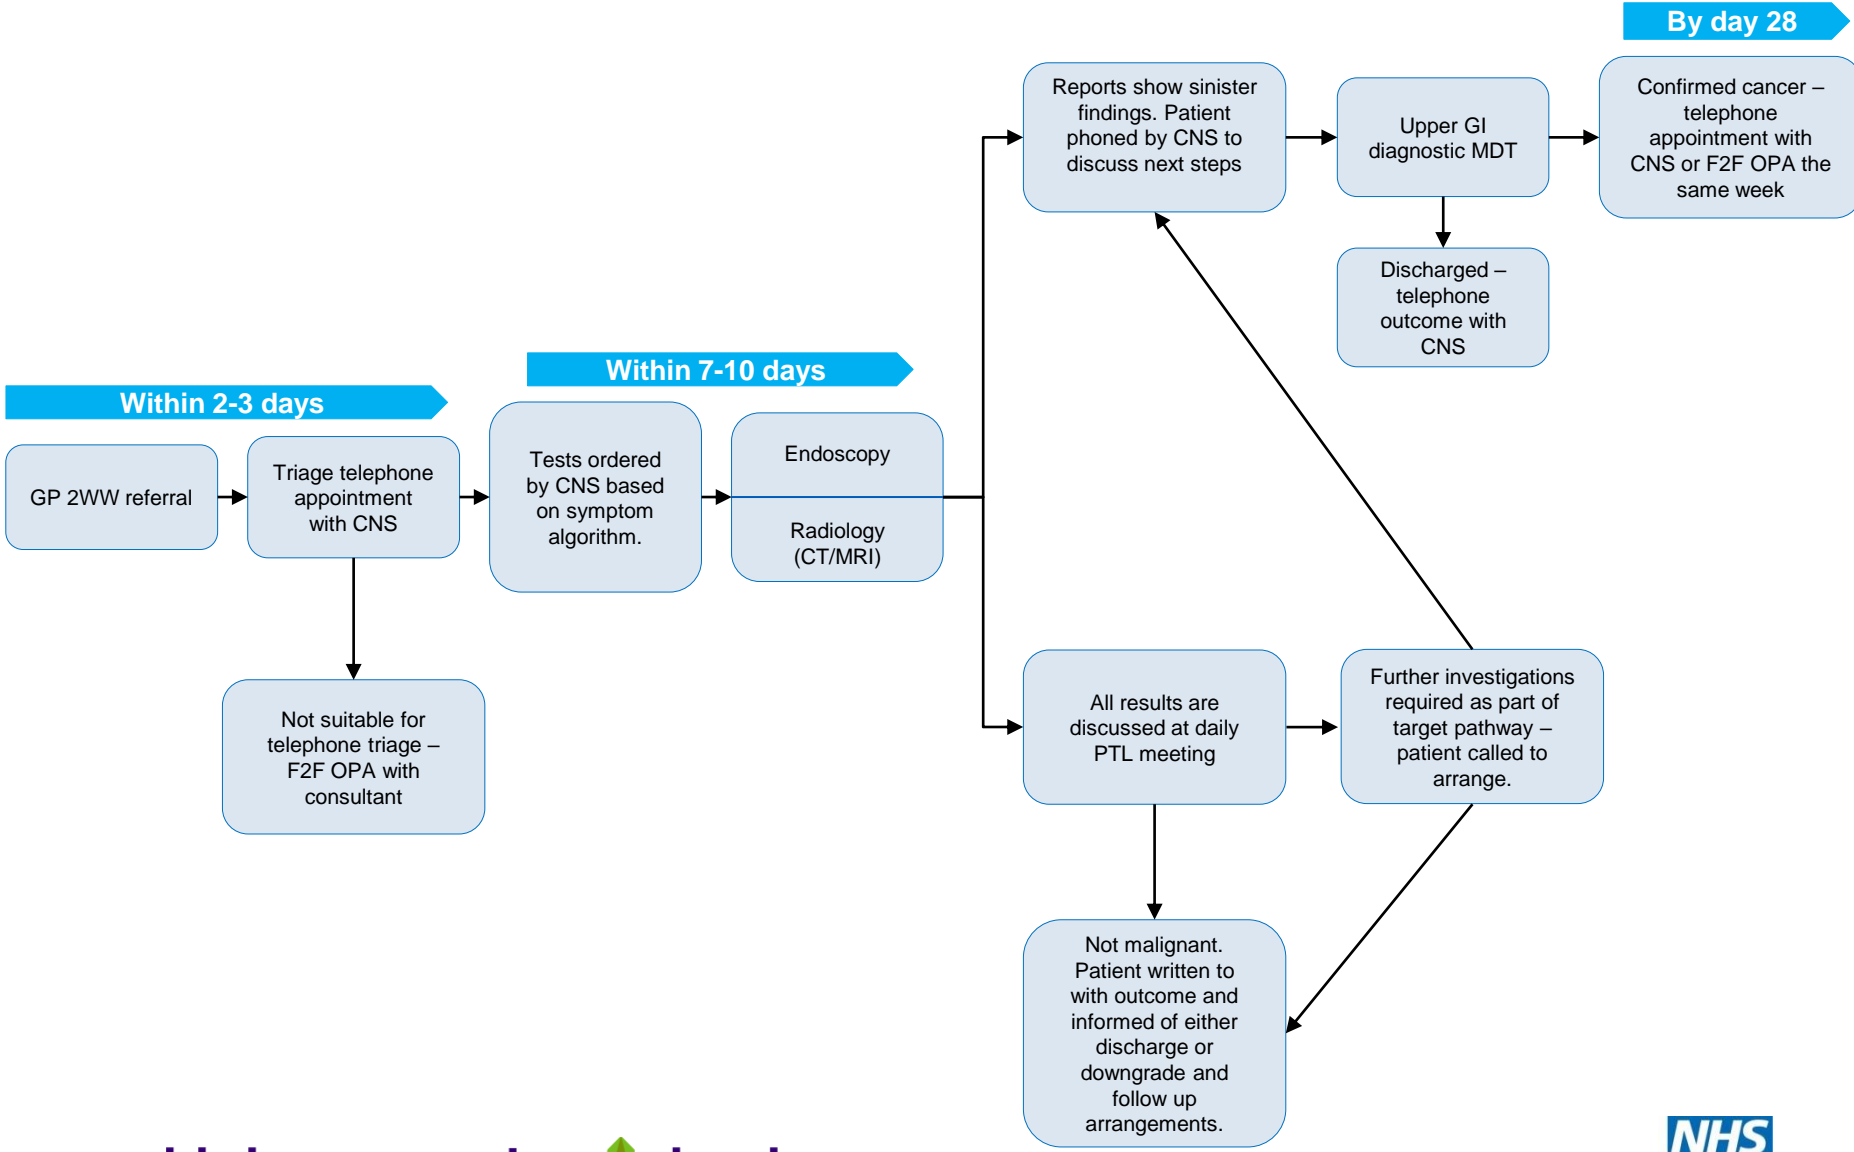 By day 28
Reports show sinister
findings. Patient
phoned by CNS to
discuss next steps
Upper GI
diagnostic MDT
Confirmed cancer –
telephone
appointment with
CNS or F2F OPA the
same week
Discharged –
telephone
outcome with
CNS
Within 7-10 days
Within 2-3 days
GP 2WW referral
Triage telephone
appointment
with CNS
Tests ordered
by CNS based
on symptom
algorithm.
Endoscopy
Radiology
(CT/MRI)
Not suitable for
telephone triage –
F2F OPA with
consultant
All results are
discussed at daily
PTL meeting
Further investigations
required as part of
target pathway –
patient called to
arrange.
Not malignant.
Patient written to
with outcome and
informed of either
discharge or
downgrade and
follow up
arrangements.
NHS